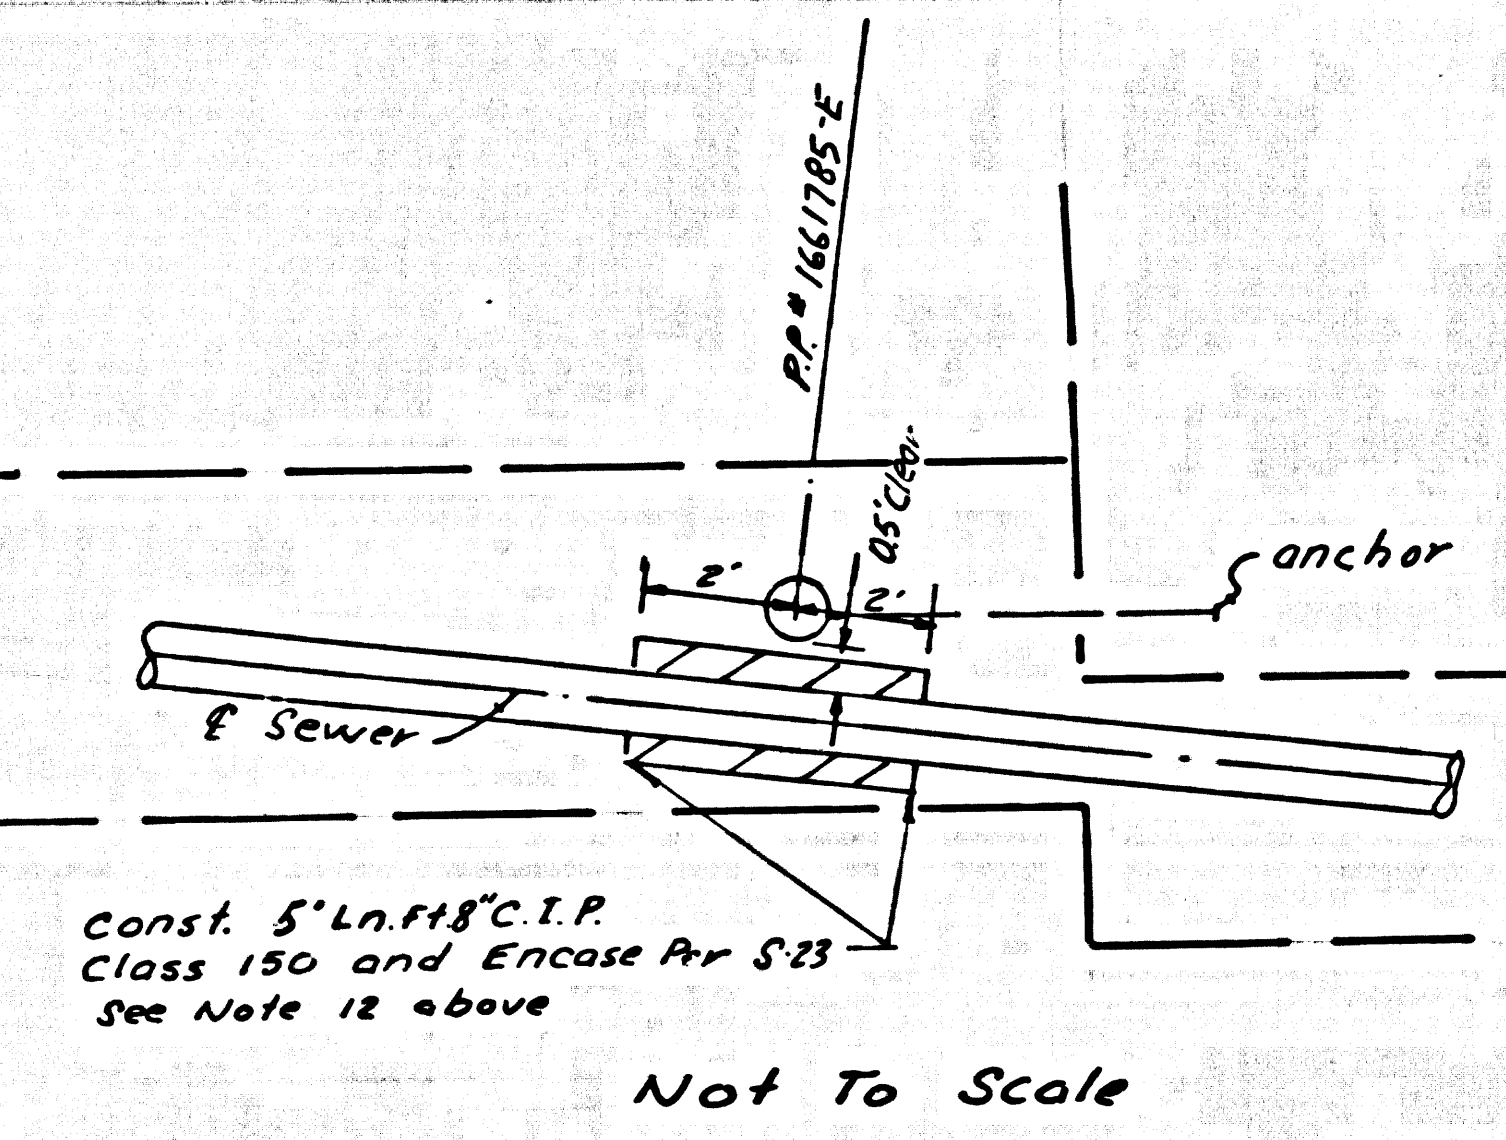 P.P. # 1661785-E
0.5' Clear
2'
2'
anchor
℄ Sewer
Const. 5' Ln.Ft. 8" C.I.P.
Class 150 and Encase Per S-23
See Note 12 above
Not To Scale